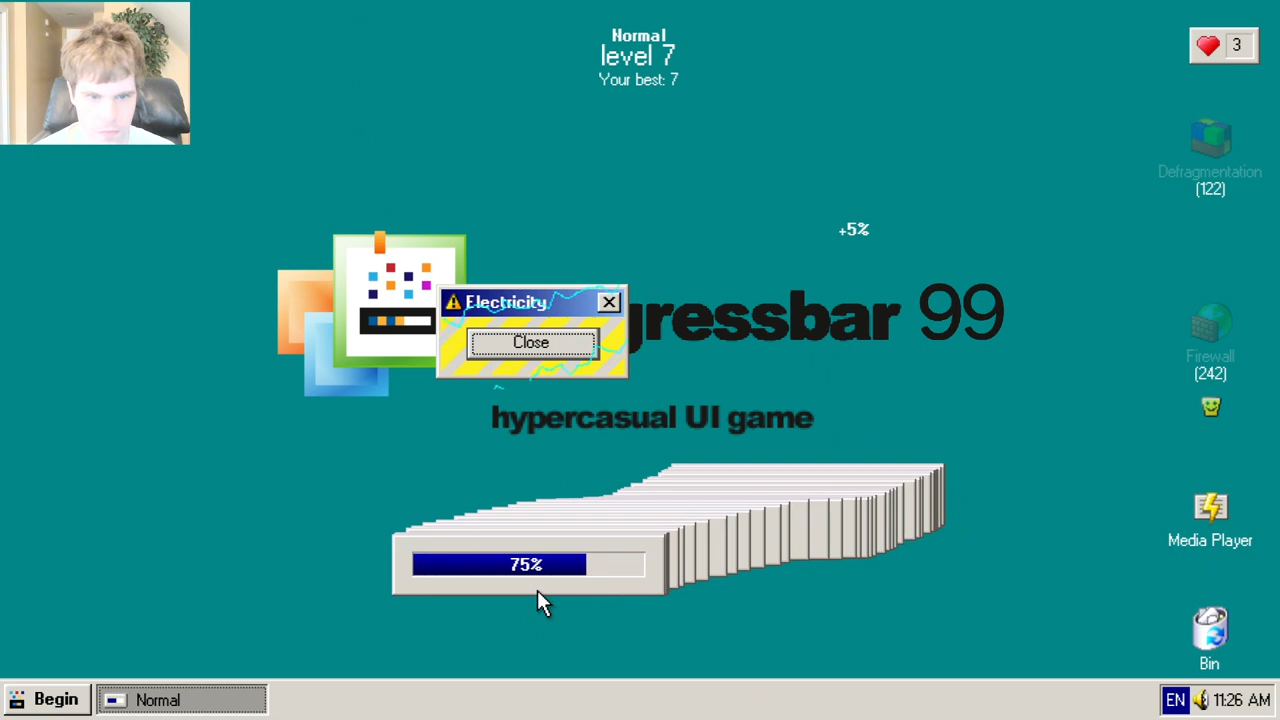 Normal
level 7
Your best: 7
3
Defragmentation
(122)
+5%
Electricity
Close
gressbar 99
Firewall
(242)
hypercasual UI game
75%
Media Player
Bin
Begin
Normal
EN
11:26 AM